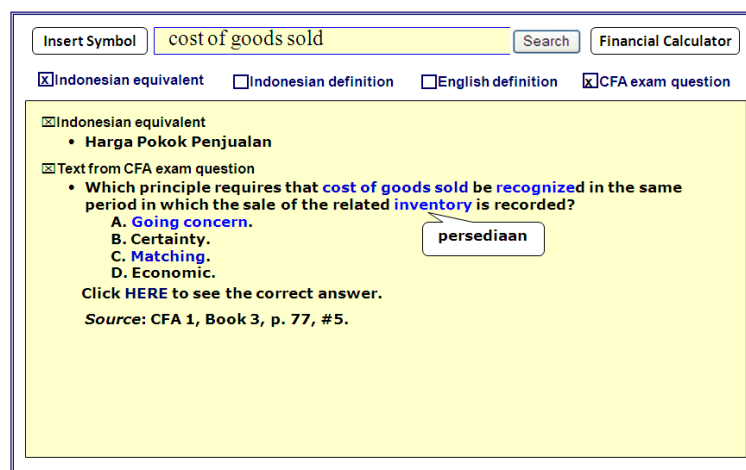 Insert Symbol cost of goods sold Search Financial Calculator
x Indonesian equivalent Indonesian definition English definition x CFA exam question
☒Indonesian equivalent
• Harga Pokok Penjualan
☒Text from CFA exam question
• Which principle requires that cost of goods sold be recognized in the same
period in which the sale of the related inventory is recorded?
persediaan
A. Going concern.
B. Certainty.
C. Matching.
D. Economic.
Click HERE to see the correct answer.
Source: CFA 1, Book 3, p. 77, #5.